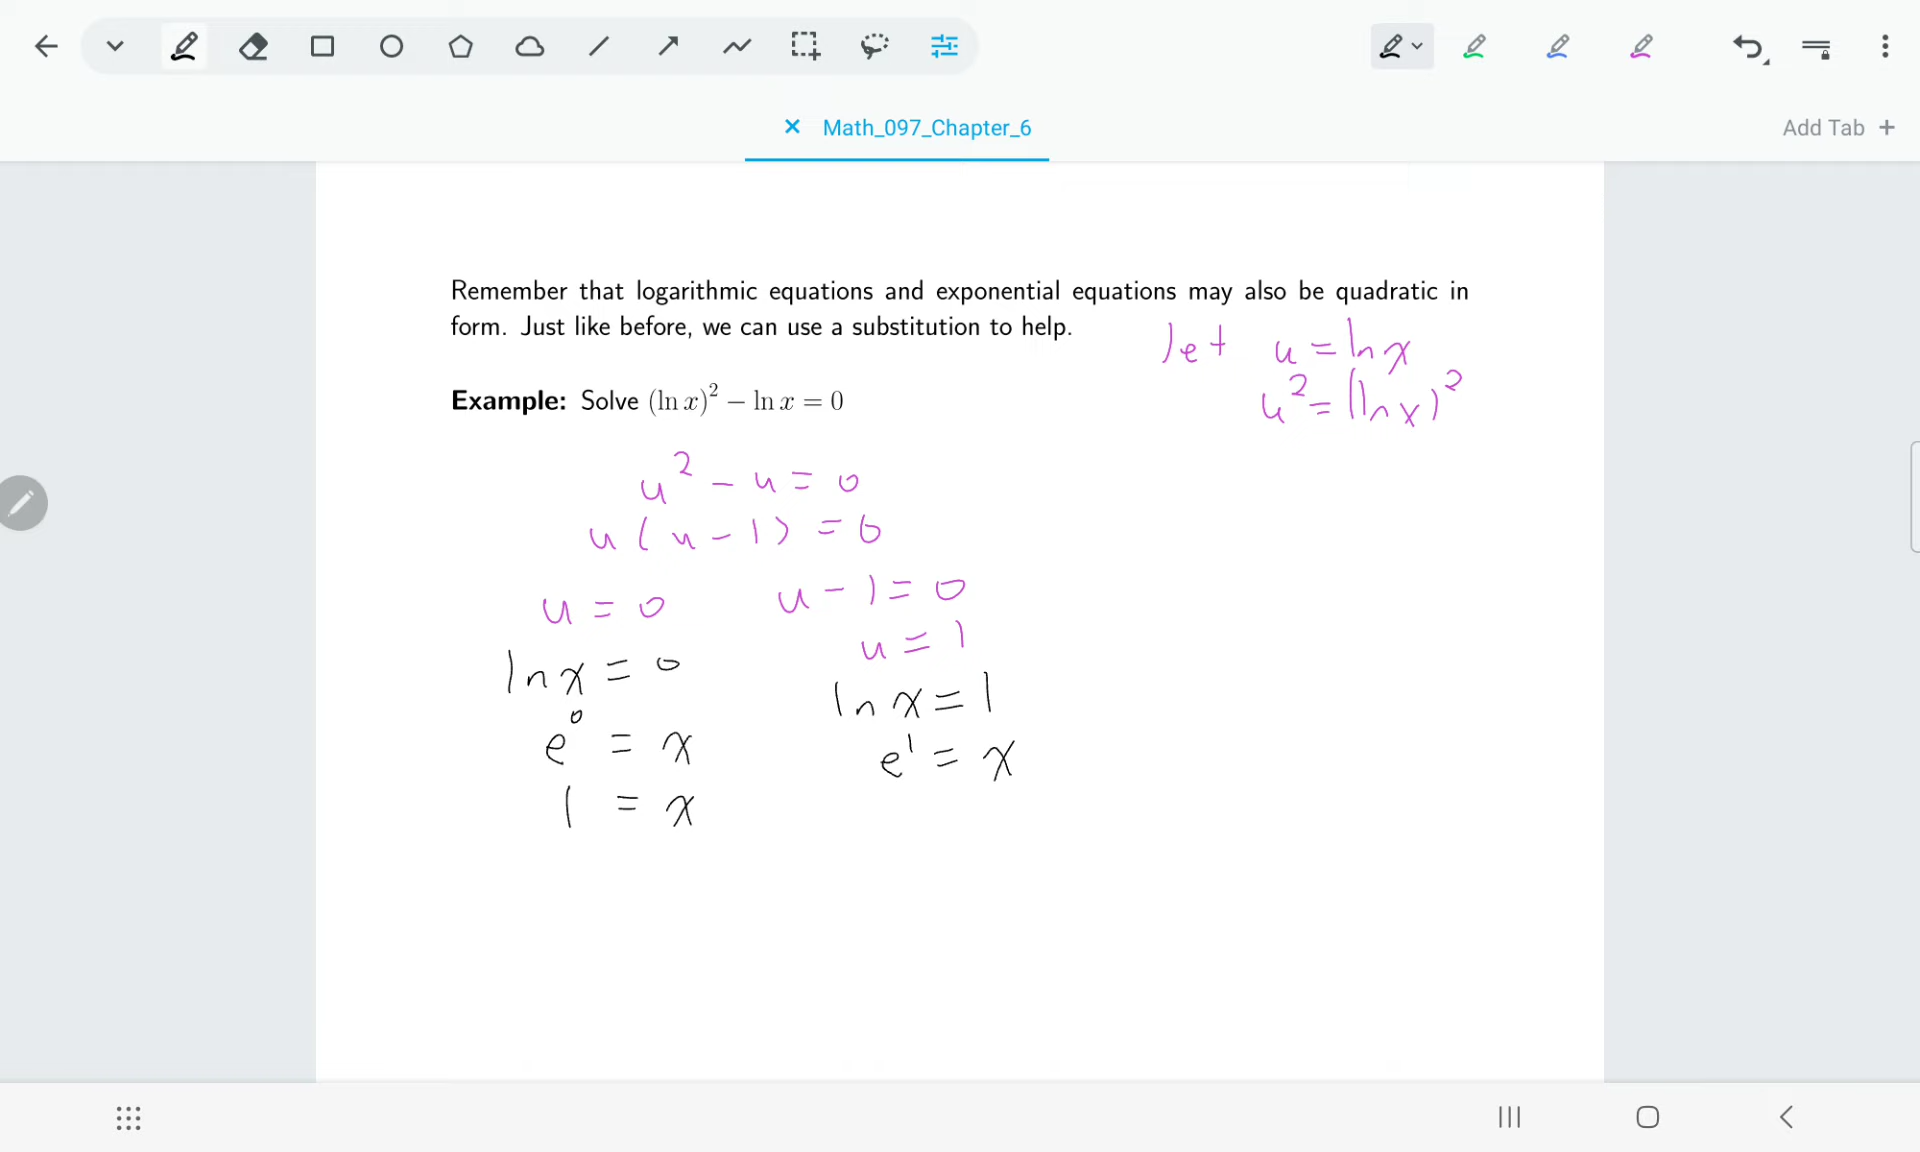 Math_097_Chapter_6
Add Tab +
Remember that logarithmic equations and exponential equations may also be quadratic in
form. Just like before, we can use a substitution to help.
let u = ln x
u² = (ln x)²
Example: Solve (ln x)² − ln x = 0
u² − u = 0
u(u − 1) = 0
u = 0
u − 1 = 0
u = 1
ln x = 0
ln x = 1
e⁰ = x
e¹ = x
1 = x